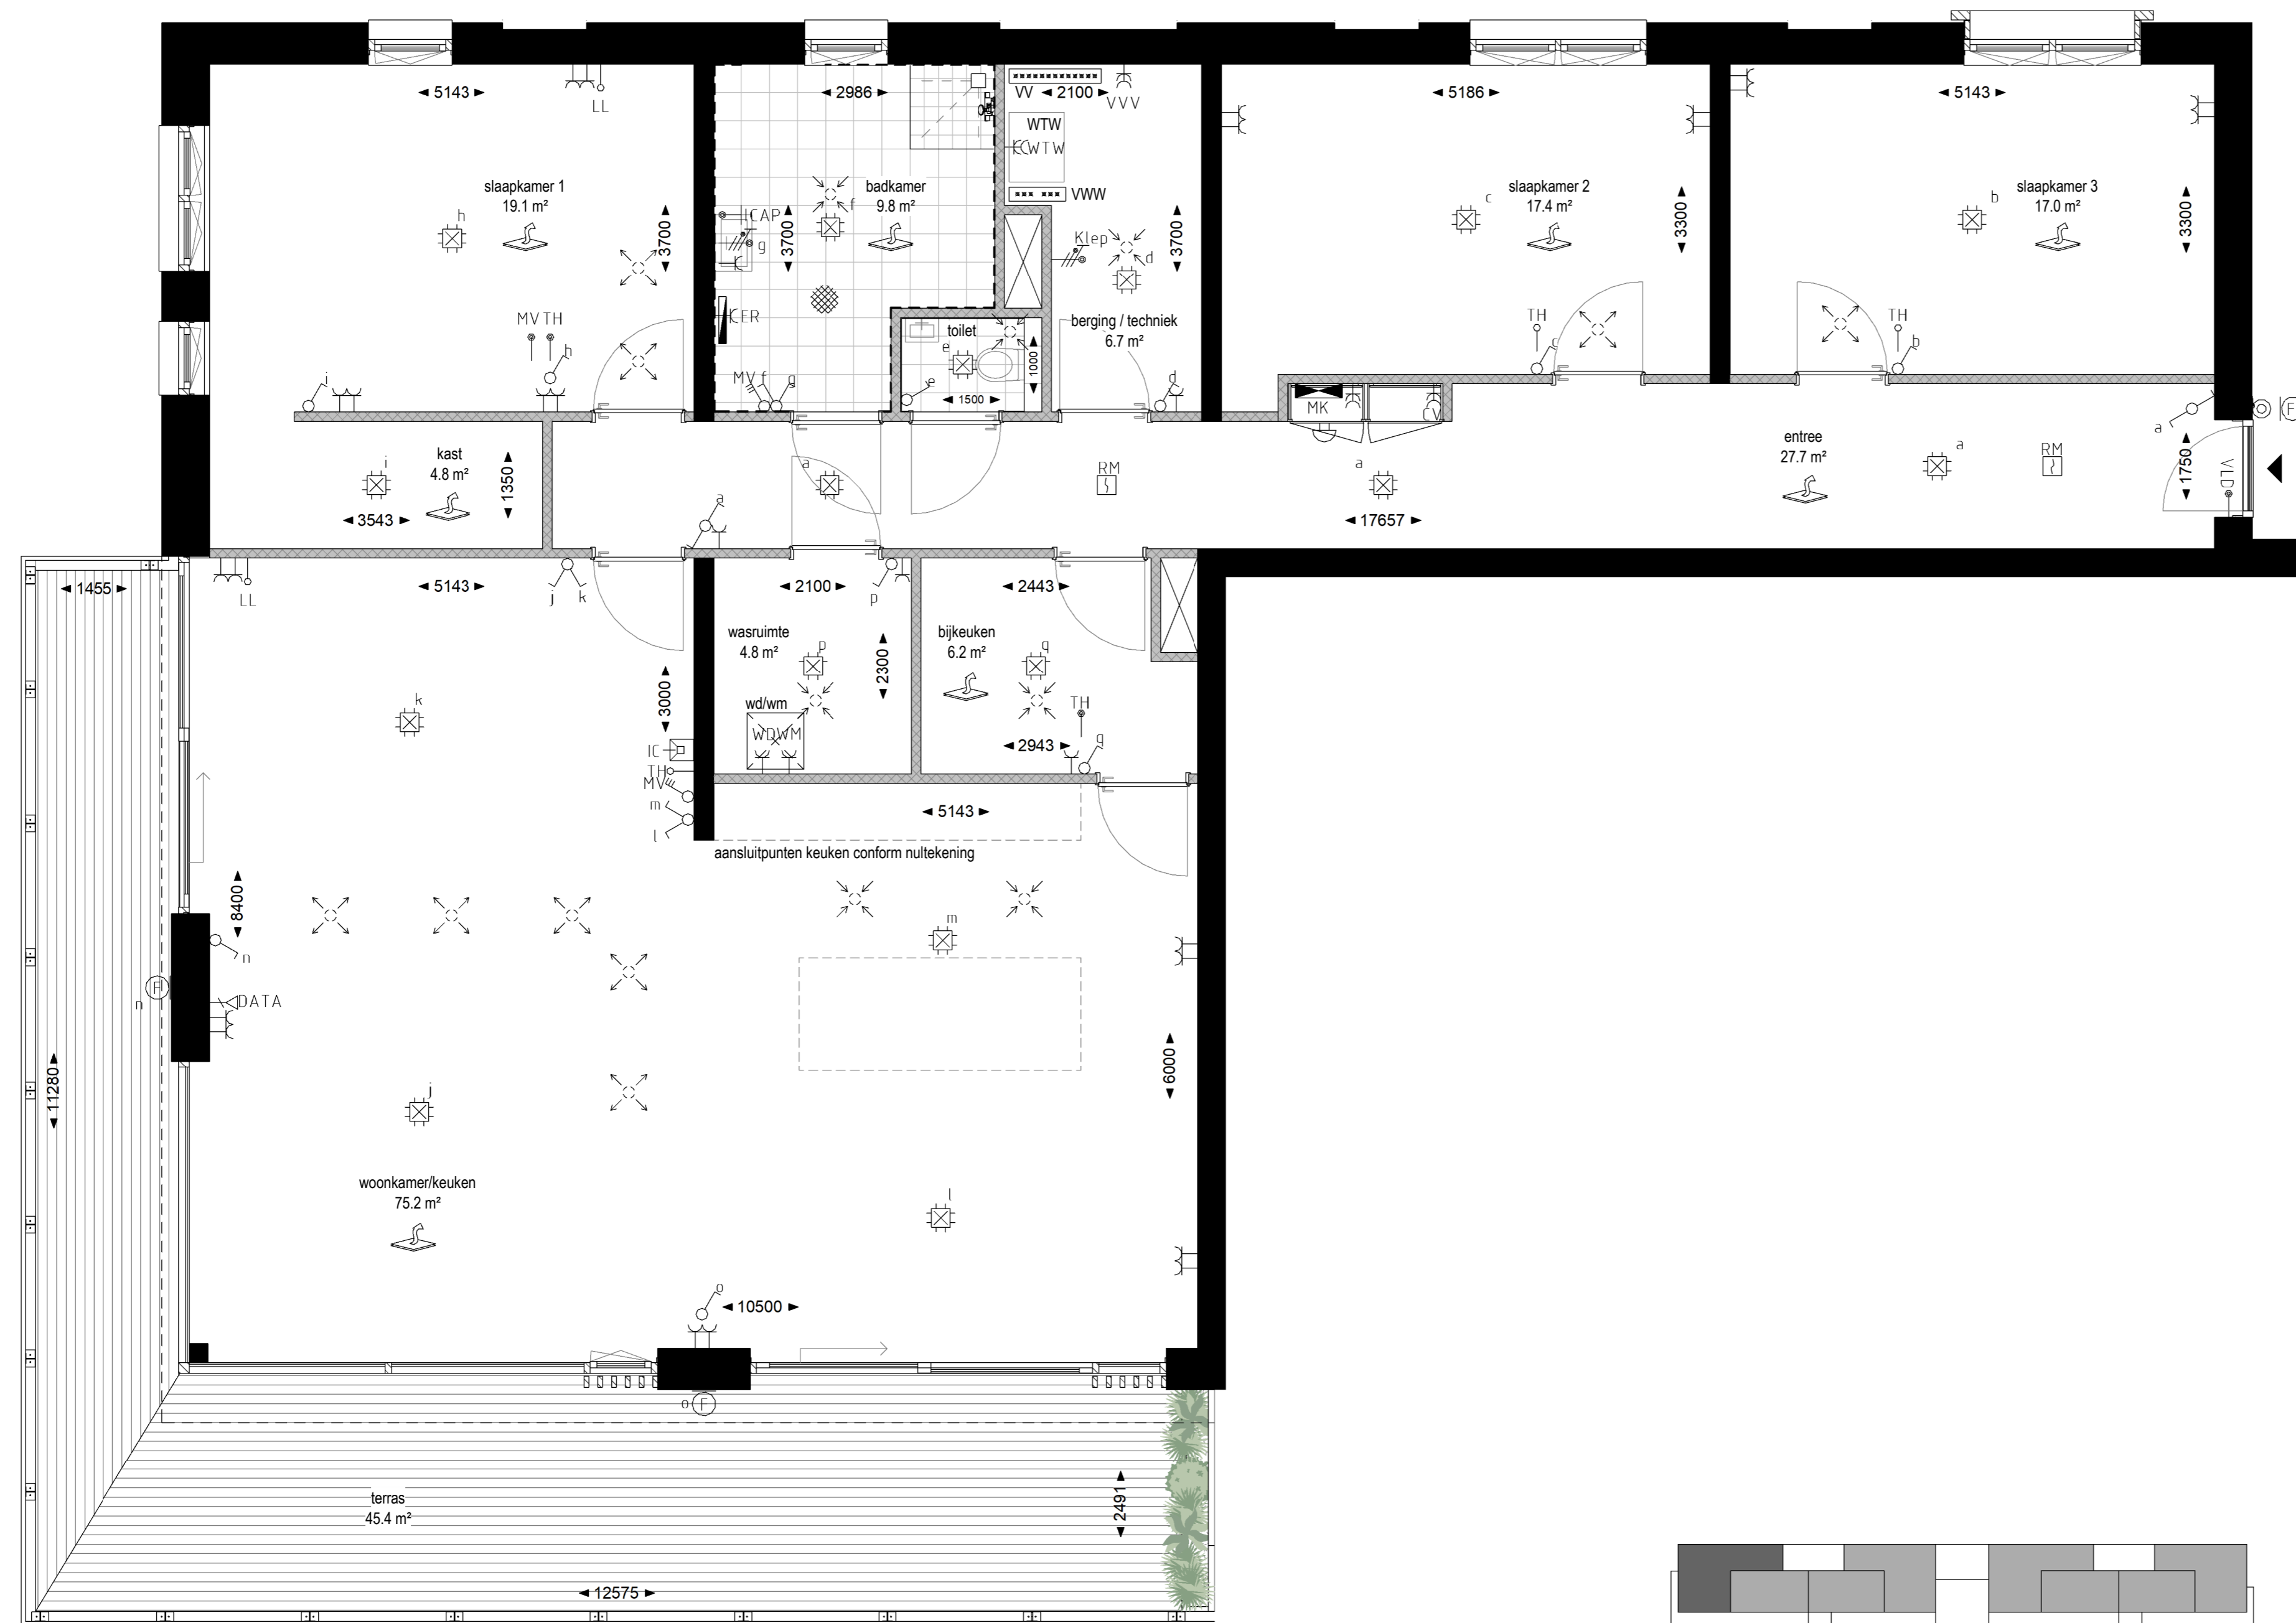 5143
LL
2986
VV
2100
VVV
5186
5143
WTW
WTW
VWW
slaapkamer 1
19.1 m²
h
3700
badkamer
9.8 m²
f
CAP
g
3700
Klep
d
3700
slaapkamer 2
17.4 m²
c
3300
slaapkamer 3
17.0 m²
b
3300
MV TH
h
i
ER
MV f g
toilet
e
e
1000
1500
berging / techniek
6.7 m²
d
TH
c
TH
b
MK
CV
kast
4.8 m²
i
1350
3543
a
a
RM
a
17657
entree
27.7 m²
a
RM
a
1750
VLD
F
1455
LL
5143
j k
2100
p
2443
wasruimte
4.8 m²
p
2300
wd/wm
WDWM
bijkeuken
6.2 m²
q
TH
q
2943
k
3000
IC
TH
MV
m
l
5143
aansluitpunten keuken conform nultekening
8400
n
F
n
DATA
m
11280
6000
j
woonkamer/keuken
75.2 m²
l
o
10500
o F
terras
45.4 m²
2491
12575